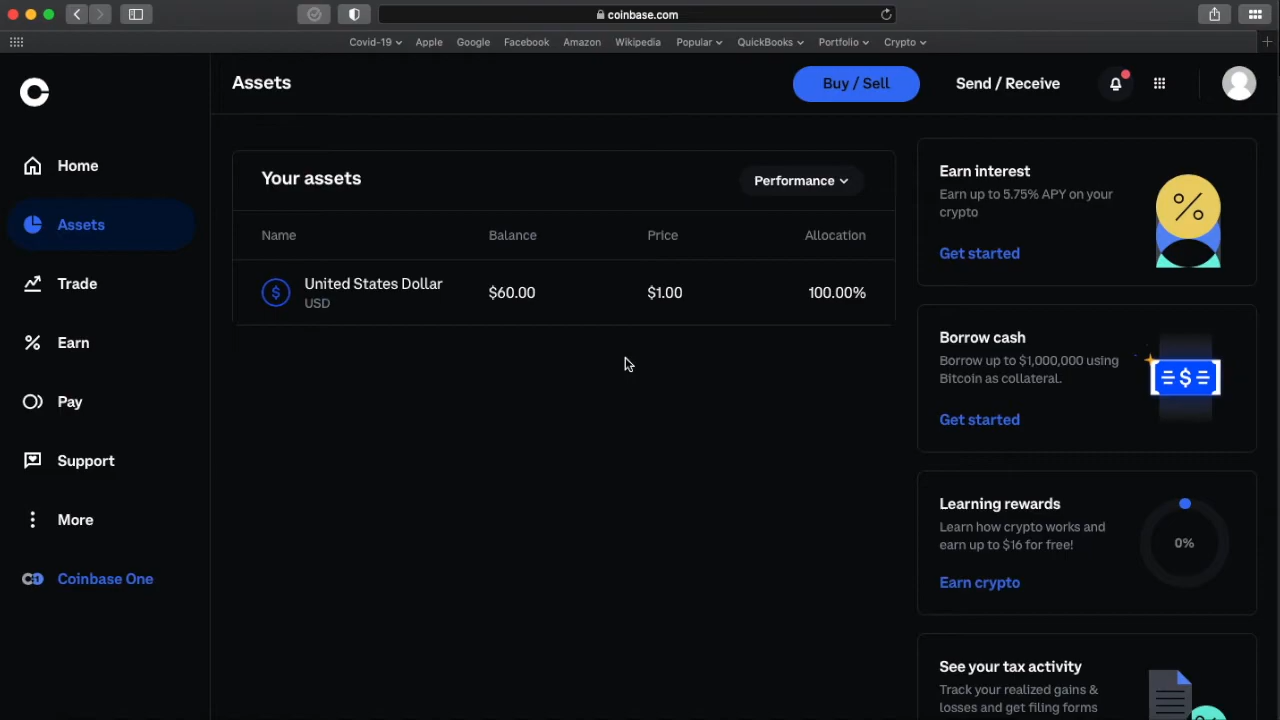 coinbase.com
Covid-19 Apple Google Facebook Amazon Wikipedia Popular QuickBooks Portfolio Crypto
Assets
Buy / Sell
Send / Receive
Home
Assets
Trade
Earn
Pay
Support
More
Coinbase One
Your assets
Performance
Name Balance Price Allocation
United States Dollar
USD
$60.00 $1.00 100.00%
Earn interest
Earn up to 5.75% APY on your
crypto
Get started
%
Borrow cash
Borrow up to $1,000,000 using
Bitcoin as collateral.
Get started
$
Learning rewards
Learn how crypto works and
earn up to $16 for free!
Earn crypto
0%
See your tax activity
Track your realized gains &
losses and get filing forms